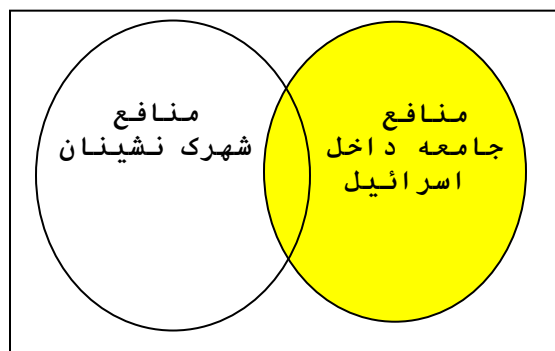 منافع
جامعه داخل
اسرائیل
منافع
شهرک نشینان